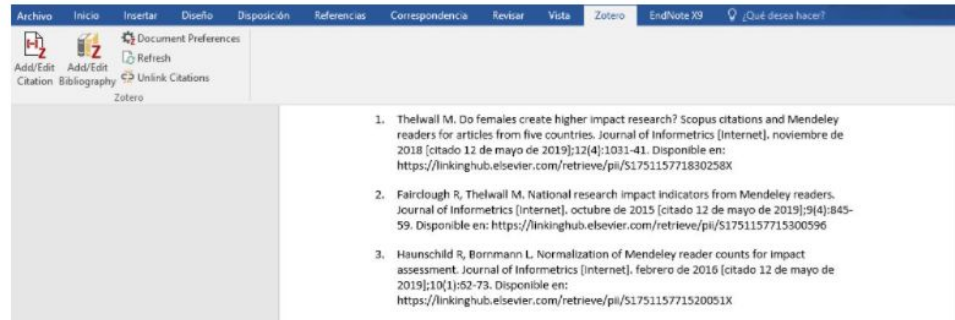 Archivo Inicio Insertar Diseño Disposición Referencias Correspondencia Revisar Vista Zotero EndNote X9 ¿Qué desea hacer?
Add/Edit Citation
Add/Edit Bibliography
Document Preferences
Refresh
Unlink Citations
Zotero
1. Thelwall M. Do females create higher impact research? Scopus citations and Mendeley
readers for articles from five countries. Journal of Informetrics [Internet]. noviembre de
2018 [citado 12 de mayo de 2019];12(4):1031-41. Disponible en:
https://linkinghub.elsevier.com/retrieve/pii/S175115771830258X
2. Fairclough R, Thelwall M. National research impact indicators from Mendeley readers.
Journal of Informetrics [Internet]. octubre de 2015 [citado 12 de mayo de 2019];9(4):845-
59. Disponible en: https://linkinghub.elsevier.com/retrieve/pii/S1751157715300596
3. Haunschild R, Bornmann L. Normalization of Mendeley reader counts for impact
assessment. Journal of Informetrics [Internet]. febrero de 2016 [citado 12 de mayo de
2019];10(1):62-73. Disponible en:
https://linkinghub.elsevier.com/retrieve/pii/S175115771520051X